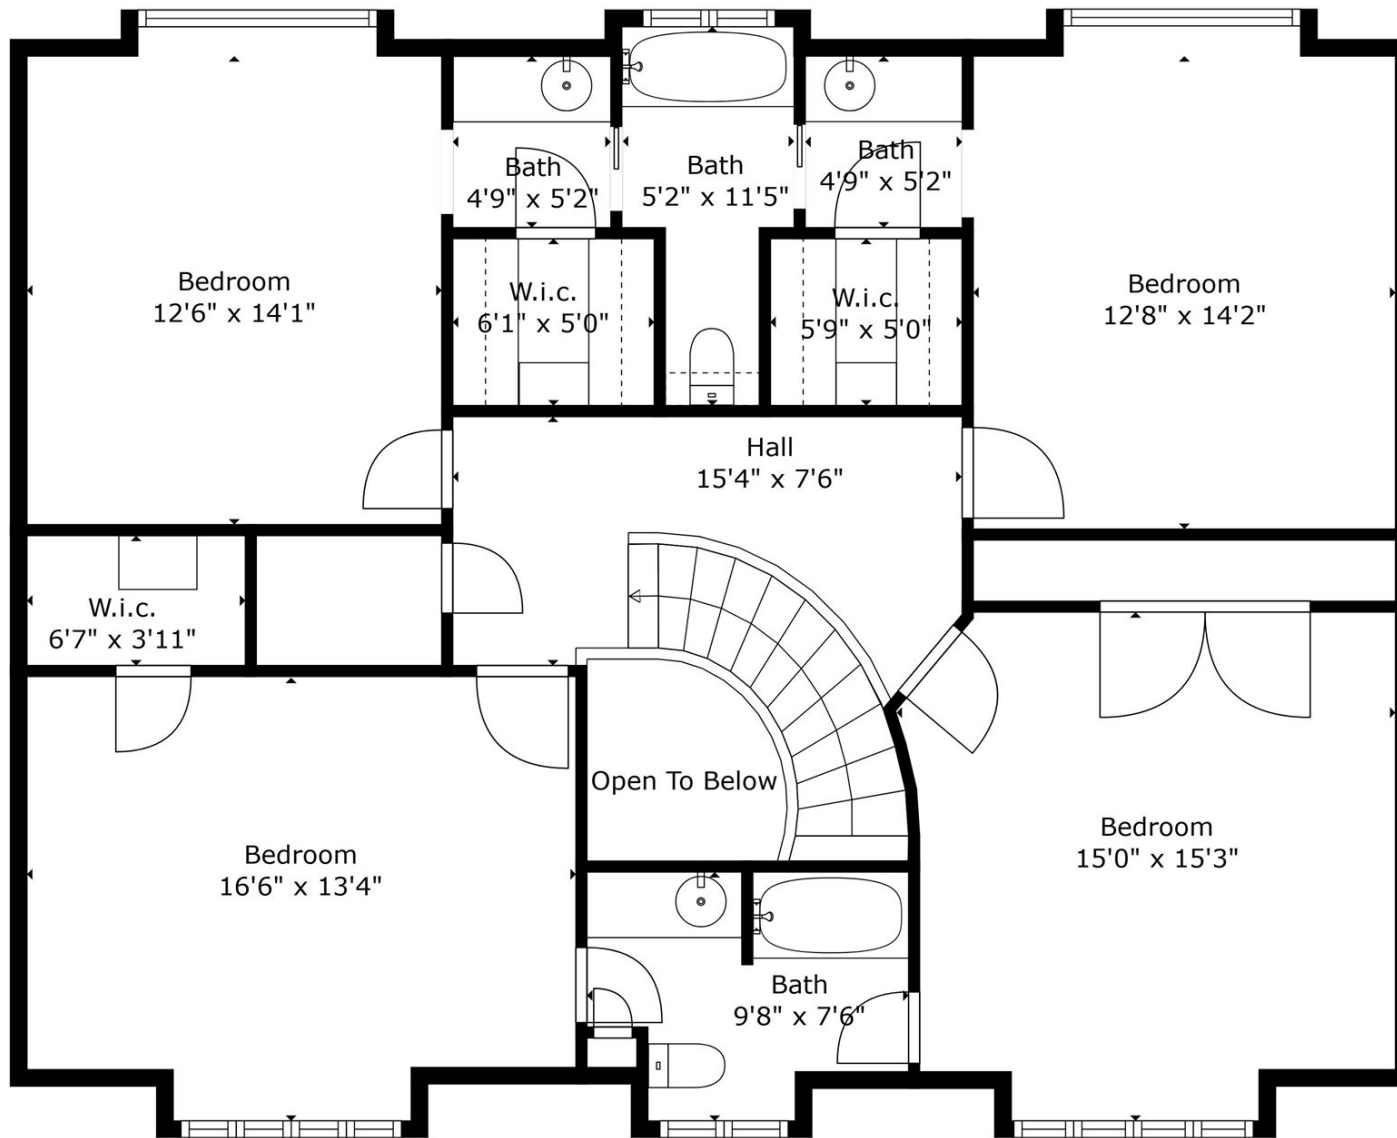 Bath
4'9" x 5'2"
Bath
5'2" x 11'5"
Bath
4'9" x 5'2"
Bedroom
12'6" x 14'1"
W.i.c.
6'1" x 5'0"
W.i.c.
5'9" x 5'0"
Bedroom
12'8" x 14'2"
Hall
15'4" x 7'6"
W.i.c.
6'7" x 3'11"
Open To Below
Bedroom
16'6" x 13'4"
Bedroom
15'0" x 15'3"
Bath
9'8" x 7'6"